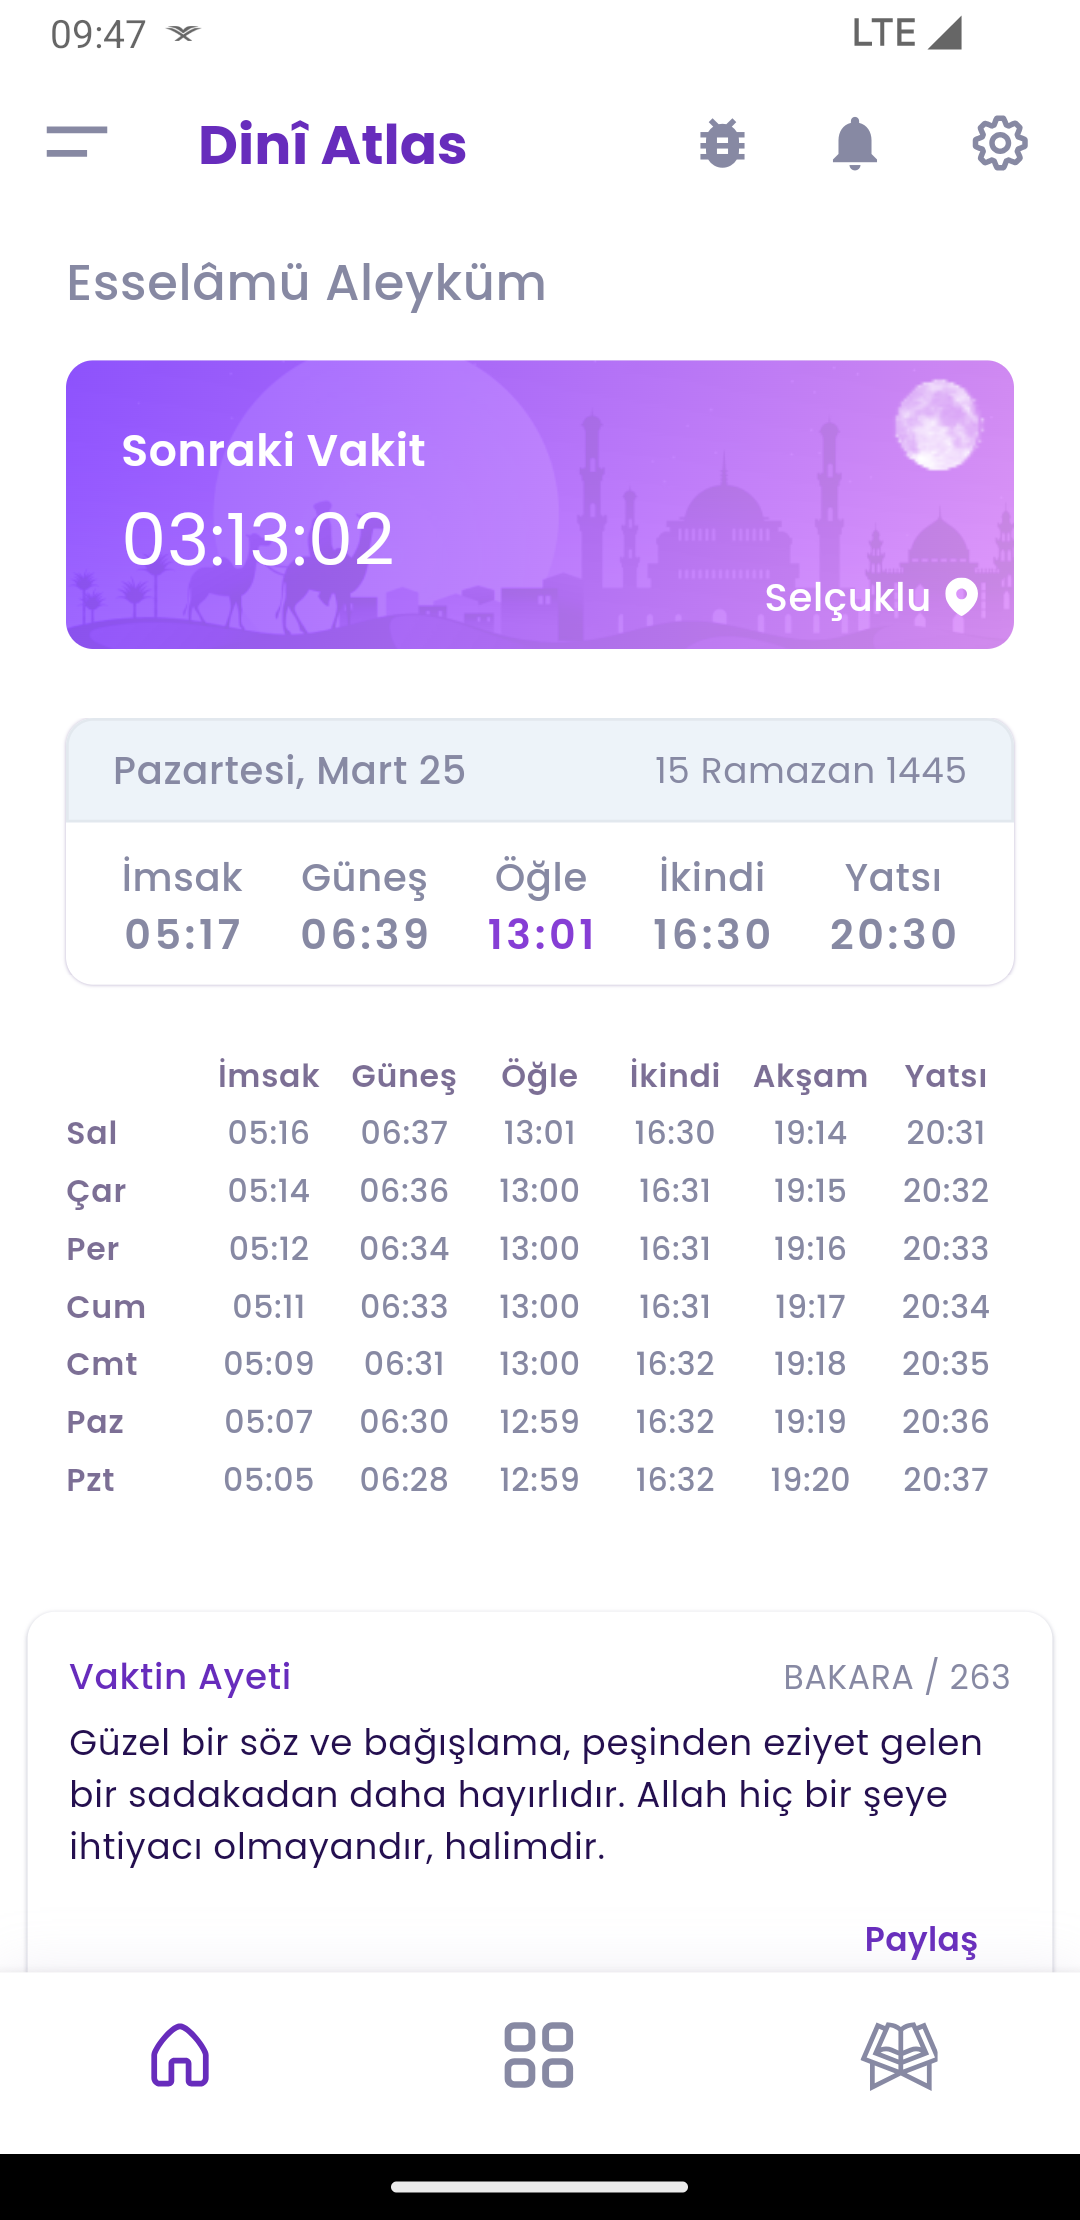 09:47 LTE
Dinî Atlas
Esselâmü Aleyküm
Sonraki Vakit
03:13:02
Selçuklu
Pazartesi, Mart 25 15 Ramazan 1445
İmsak Güneş Öğle İkindi Yatsı
05:17 06:39 13:01 16:30 20:30
İmsak Güneş Öğle İkindi Akşam Yatsı
Sal 05:16 06:37 13:01 16:30 19:14 20:31
Çar 05:14 06:36 13:00 16:31 19:15 20:32
Per 05:12 06:34 13:00 16:31 19:16 20:33
Cum 05:11 06:33 13:00 16:31 19:17 20:34
Cmt 05:09 06:31 13:00 16:32 19:18 20:35
Paz 05:07 06:30 12:59 16:32 19:19 20:36
Pzt 05:05 06:28 12:59 16:32 19:20 20:37
Vaktin Ayeti BAKARA / 263
Güzel bir söz ve bağışlama, peşinden eziyet gelen
bir sadakadan daha hayırlıdır. Allah hiç bir şeye
ihtiyacı olmayandır, halimdir.
Paylaş